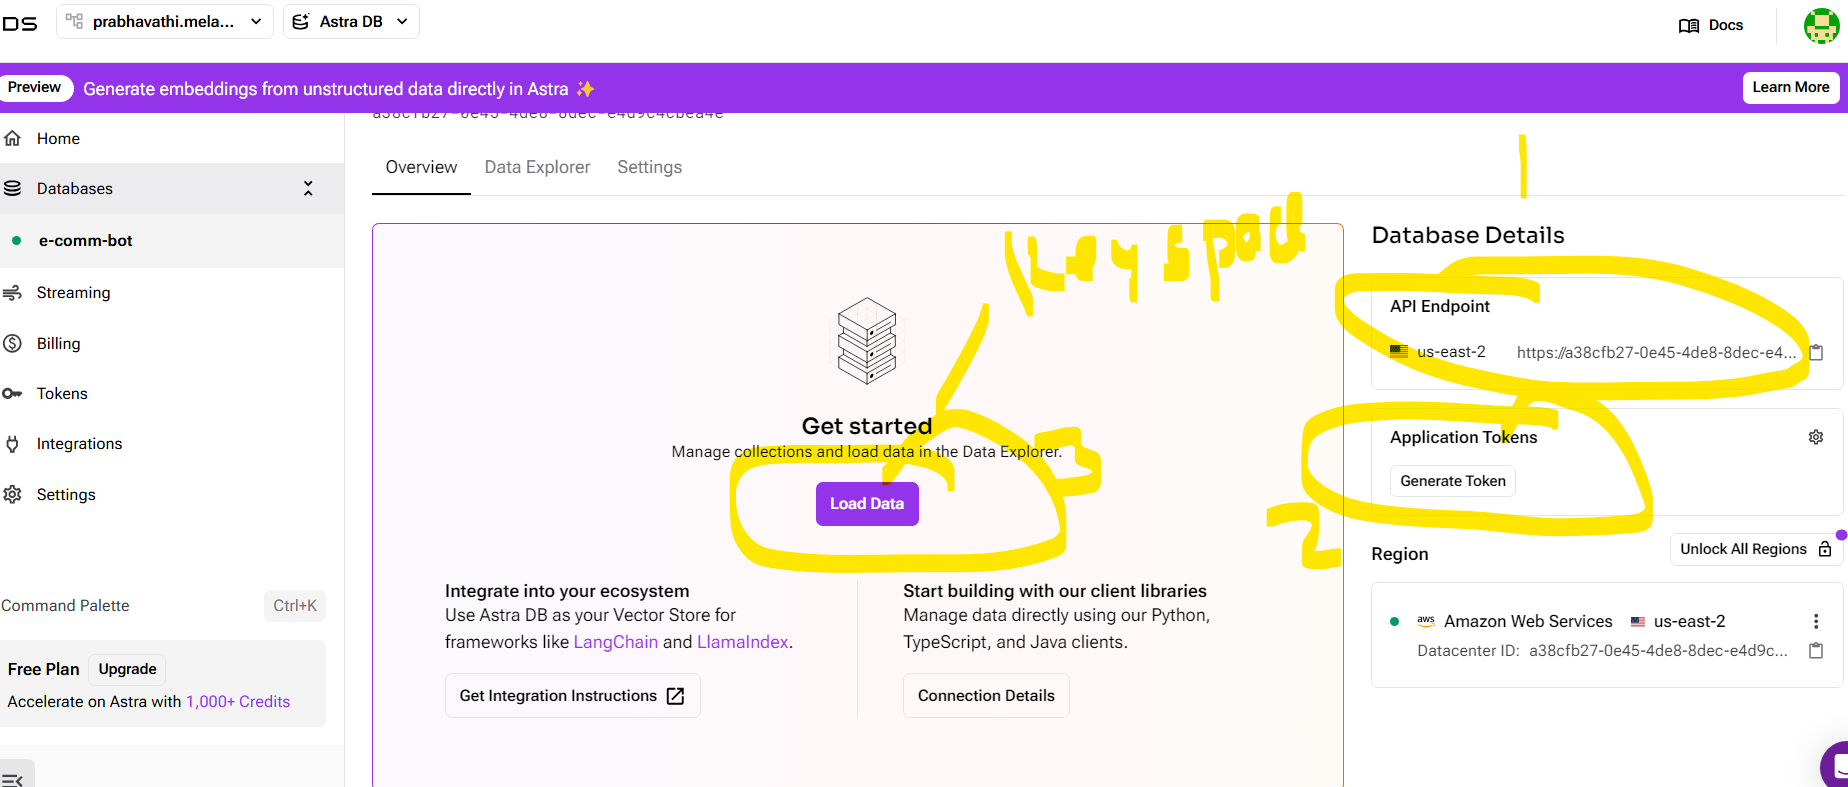 DS prabhavathi.mela... Astra DB Docs
Preview Generate embeddings from unstructured data directly in Astra ✨ Learn More
a38cfb27-0e45-4de8-8dec-e4d9c4cbea4e
Home
Databases
e-comm-bot
Streaming
Billing
Tokens
Integrations
Settings
Command Palette Ctrl+K
Free Plan Upgrade
Accelerate on Astra with 1,000+ Credits
Overview Data Explorer Settings
Get started
Manage collections and load data in the Data Explorer.
Load Data
3
Integrate into your ecosystem
Use Astra DB as your Vector Store for
frameworks like LangChain and LlamaIndex.
Get Integration Instructions
Start building with our client libraries
Manage data directly using our Python,
TypeScript, and Java clients.
Connection Details
1
Database Details
API Endpoint
us-east-2 https://a38cfb27-0e45-4de8-8dec-e4...
Application Tokens
Generate Token
2
Region Unlock All Regions
aws Amazon Web Services us-east-2
Datacenter ID: a38cfb27-0e45-4de8-8dec-e4d9c...